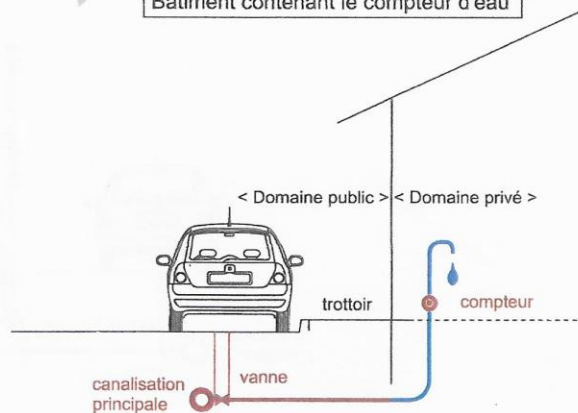 Bâtiment contenant le compteur d'eau
< Domaine public > < Domaine privé >
trottoir
compteur
vanne
canalisation
principale